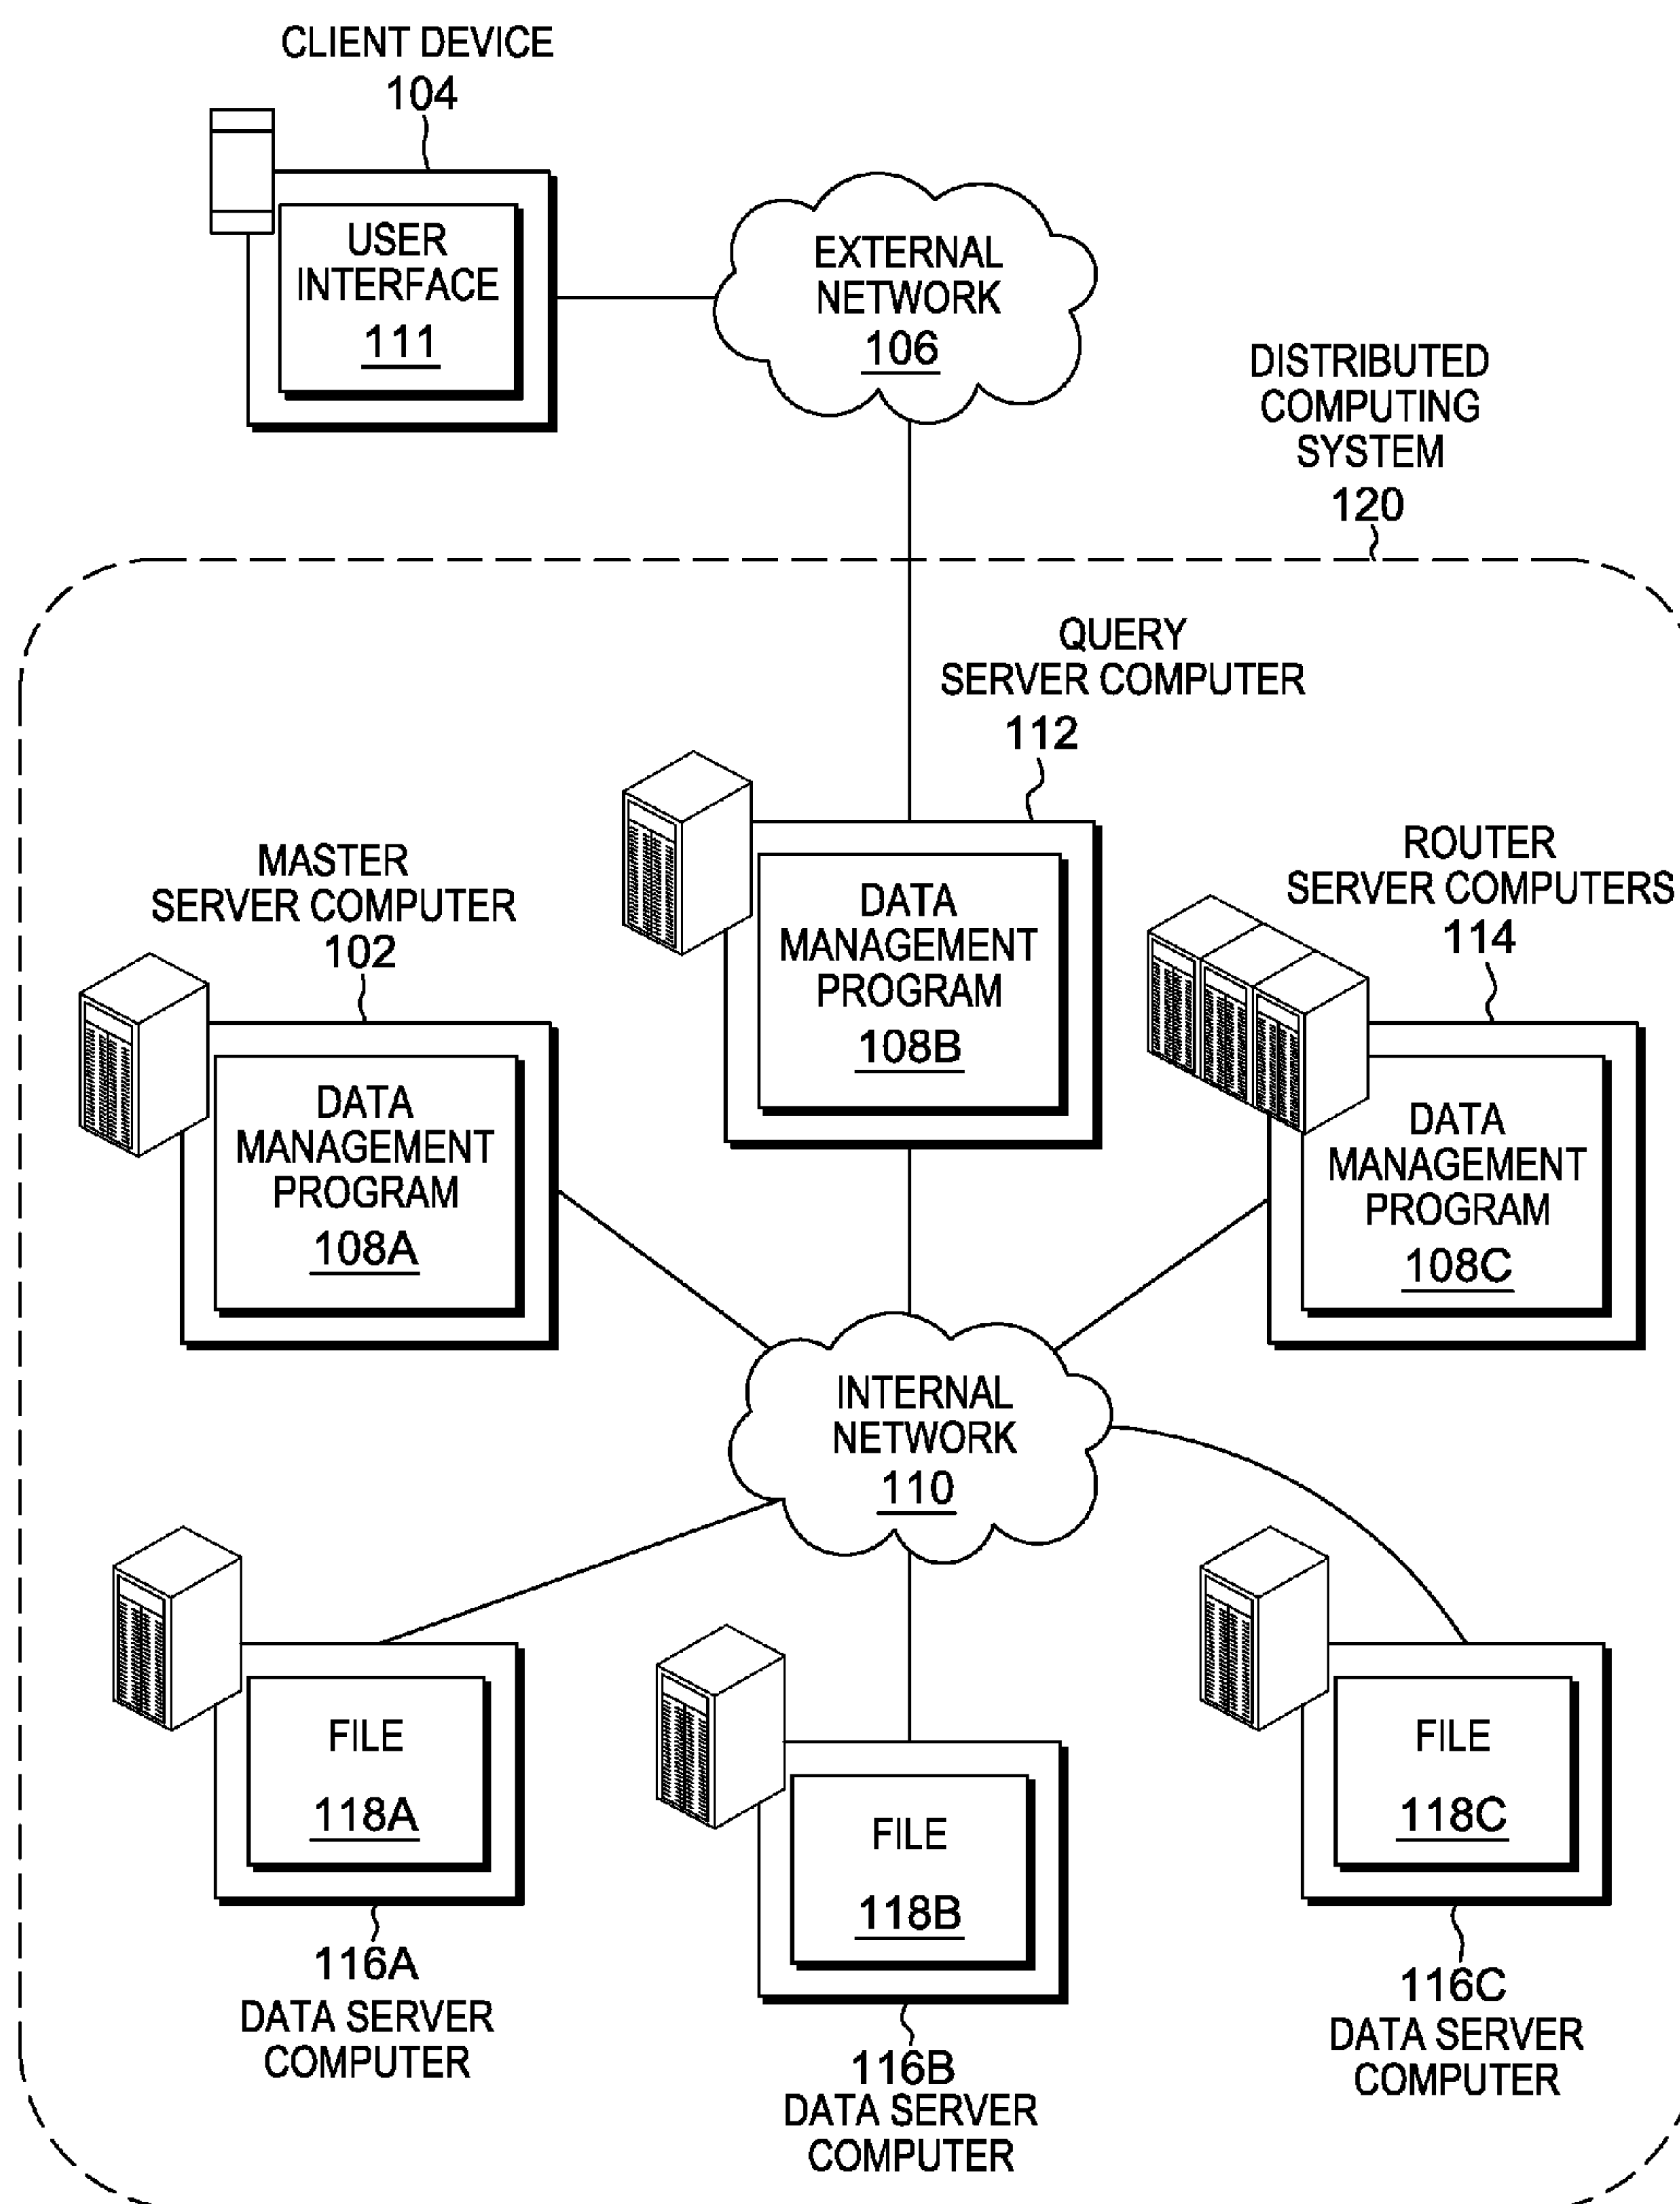 CLIENT DEVICE
104
USER
INTERFACE
111
EXTERNAL
NETWORK
106
DISTRIBUTED
COMPUTING
SYSTEM
120
QUERY
SERVER COMPUTER
112
DATA
MANAGEMENT
PROGRAM
108B
MASTER
SERVER COMPUTER
102
DATA
MANAGEMENT
PROGRAM
108A
ROUTER
SERVER COMPUTERS
114
DATA
MANAGEMENT
PROGRAM
108C
INTERNAL
NETWORK
110
FILE
118A
116A
DATA SERVER
COMPUTER
FILE
118B
116B
DATA SERVER
COMPUTER
FILE
118C
116C
DATA SERVER
COMPUTER